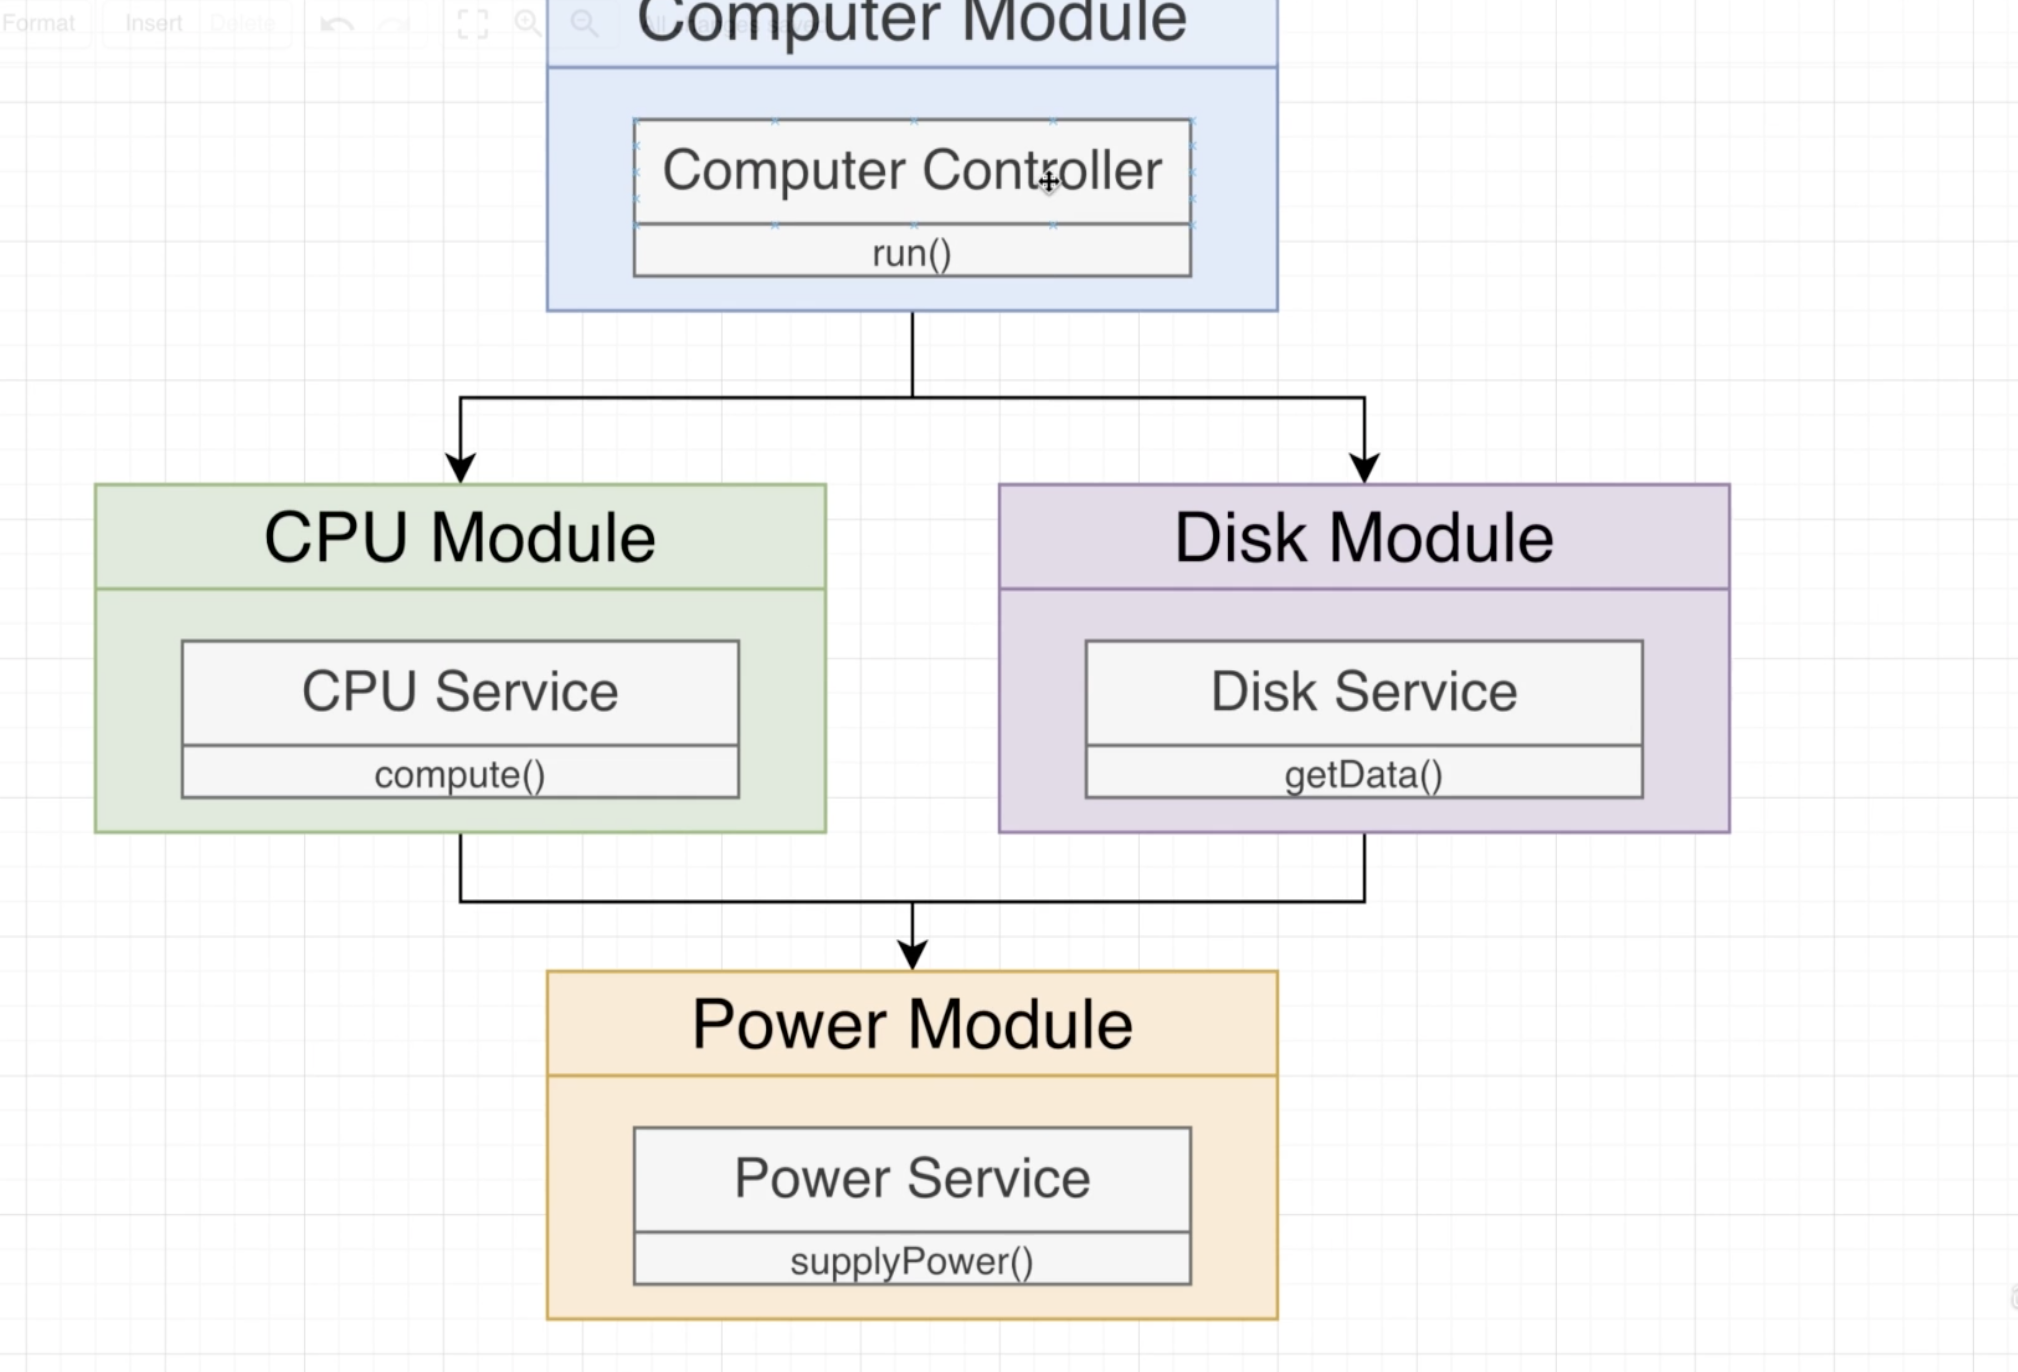 Format Insert Delete
Computer Module
Computer Controller
run()
CPU Module
Disk Module
CPU Service
Disk Service
compute()
getData()
Power Module
Power Service
supplyPower()